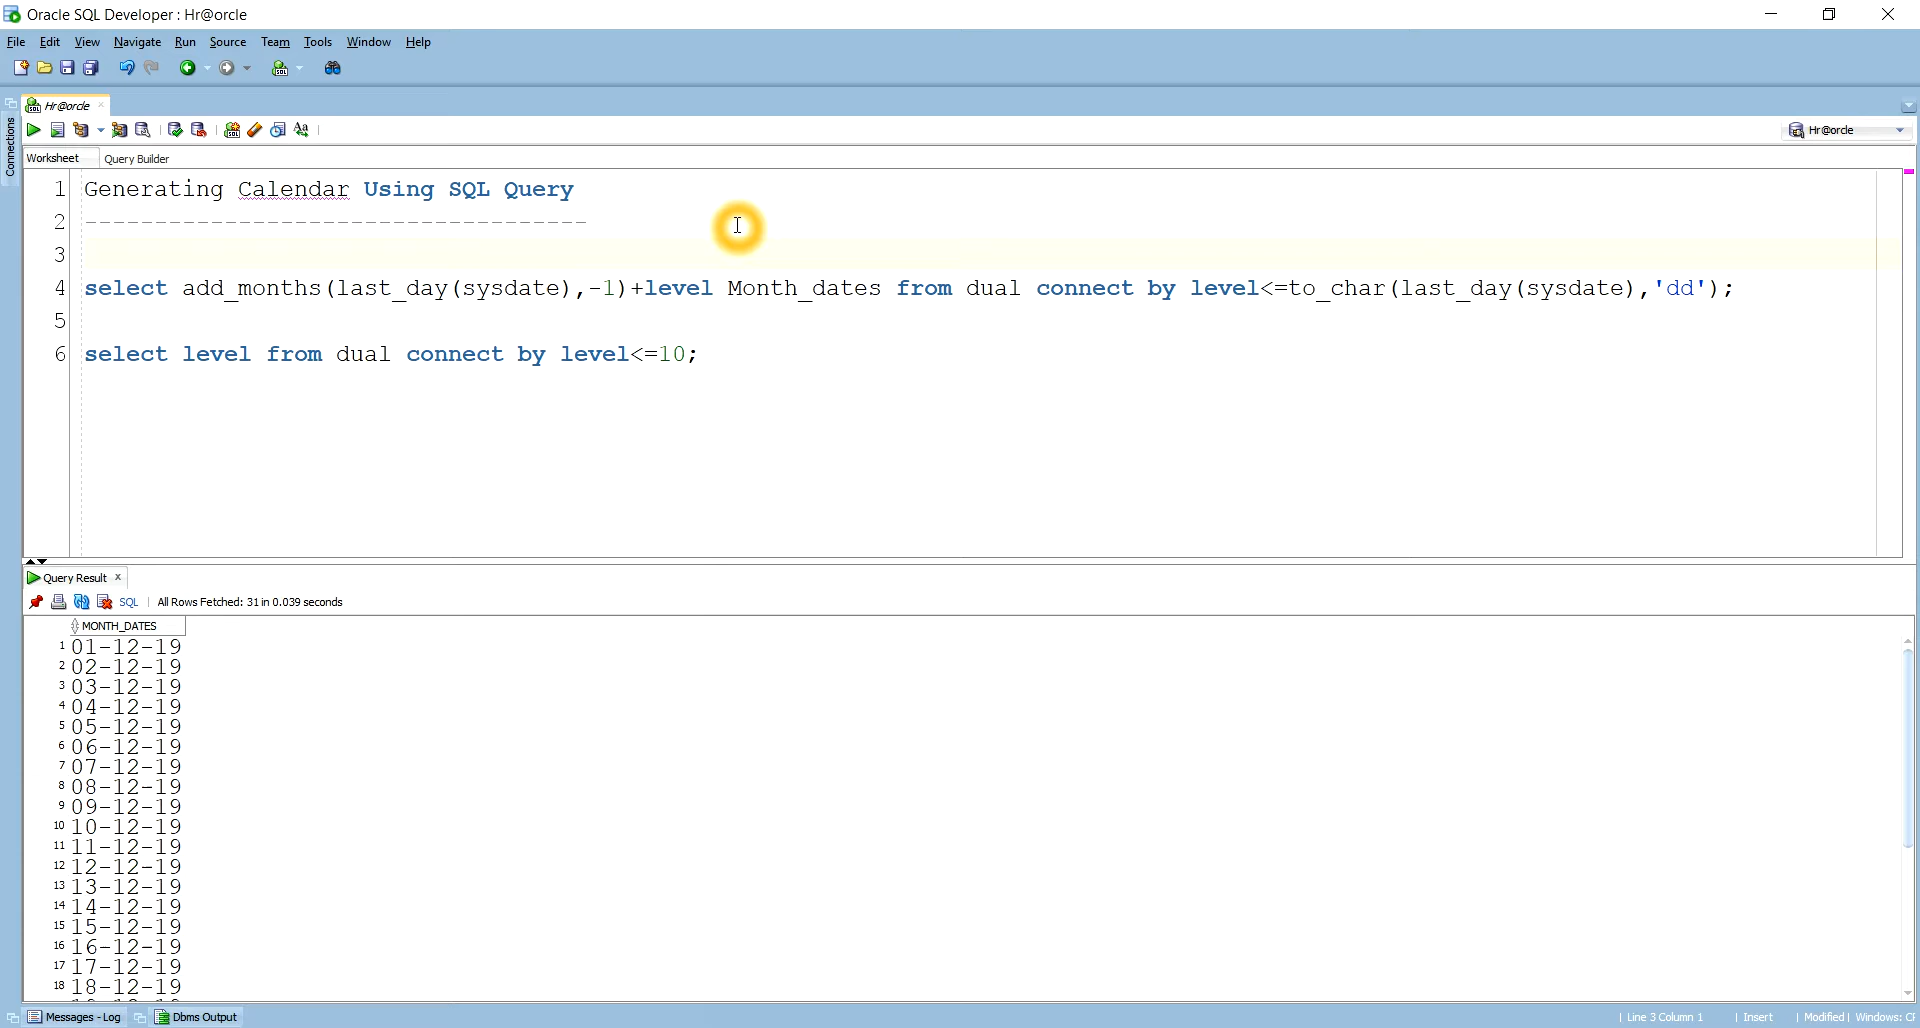 Oracle SQL Developer : Hr@orcle
File Edit View Navigate Run Source Team Tools Window Help
Hr@orcle
Connections
Hr@orcle
Worksheet Query Builder
1 Generating Calendar Using SQL Query
2 ------------------------------------
3
4 select add_months(last_day(sysdate),-1)+level Month_dates from dual connect by level<=to_char(last_day(sysdate),'dd');
5
6 select level from dual connect by level<=10;
Query Result x
SQL | All Rows Fetched: 31 in 0.039 seconds
MONTH_DATES
1 01-12-19
2 02-12-19
3 03-12-19
4 04-12-19
5 05-12-19
6 06-12-19
7 07-12-19
8 08-12-19
9 09-12-19
10 10-12-19
11 11-12-19
12 12-12-19
13 13-12-19
14 14-12-19
15 15-12-19
16 16-12-19
17 17-12-19
18 18-12-19
Messages - Log Dbms Output | Line 3 Column 1 | Insert | Modified | Windows: CF